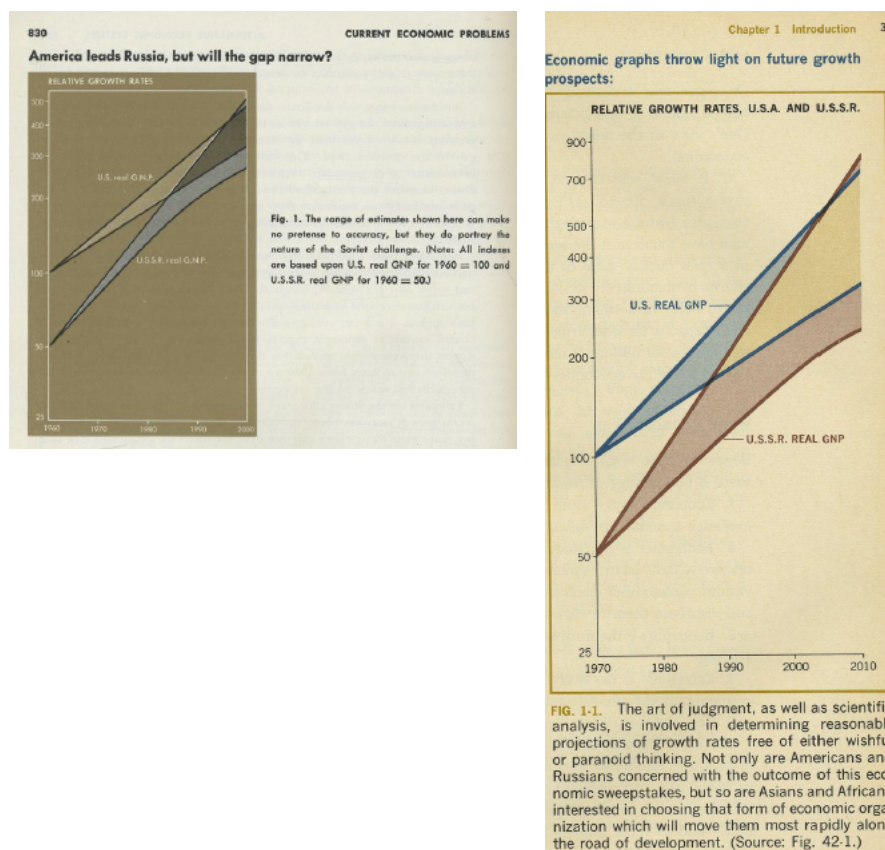 830
CURRENT ECONOMIC PROBLEMS
America leads Russia, but will the gap narrow?
RELATIVE GROWTH RATES
500
400
300
U.S. real G.N.P.
200
100
U.S.S.R. real G.N.P.
50
25
1960 1970 1980 1990 2000
Fig. 1. The range of estimates shown here can make
no pretense to accuracy, but they do portray the
nature of the Soviet challenge. (Note: All indexes
are based upon U.S. real GNP for 1960 = 100 and
U.S.S.R. real GNP for 1960 = 50.)
Chapter 1 Introduction 3
Economic graphs throw light on future growth
prospects:
RELATIVE GROWTH RATES, U.S.A. AND U.S.S.R.
900
700
500
400
300
U.S. REAL GNP
200
100
U.S.S.R. REAL GNP
50
25
1970 1980 1990 2000 2010
FIG. 1-1. The art of judgment, as well as scientifi
analysis, is involved in determining reasonabl
projections of growth rates free of either wishfu
or paranoid thinking. Not only are Americans an
Russians concerned with the outcome of this eco
nomic sweepstakes, but so are Asians and African
interested in choosing that form of economic orga
nization which will move them most rapidly alon
the road of development. (Source: Fig. 42-1.)